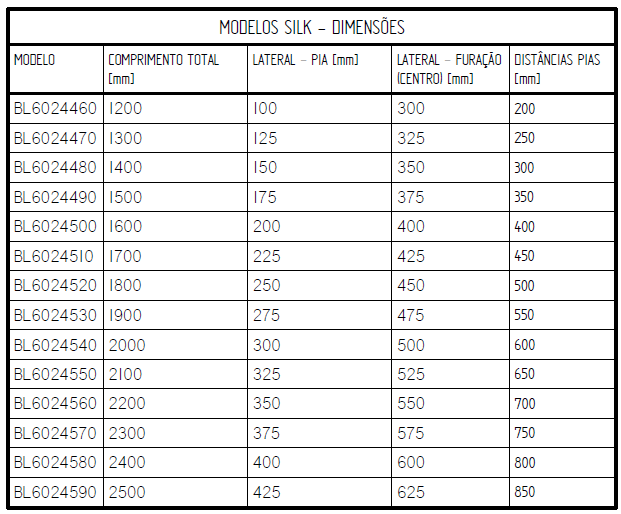 MODELOS SILK - DIMENSÕES
MODELO COMPRIMENTO TOTAL [mm] LATERAL - PIA [mm] LATERAL - FURAÇÃO (CENTRO) [mm] DISTÂNCIAS PIAS [mm]
BL6024460 1200 100 300 200
BL6024470 1300 125 325 250
BL6024480 1400 150 350 300
BL6024490 1500 175 375 350
BL6024500 1600 200 400 400
BL6024510 1700 225 425 450
BL6024520 1800 250 450 500
BL6024530 1900 275 475 550
BL6024540 2000 300 500 600
BL6024550 2100 325 525 650
BL6024560 2200 350 550 700
BL6024570 2300 375 575 750
BL6024580 2400 400 600 800
BL6024590 2500 425 625 850